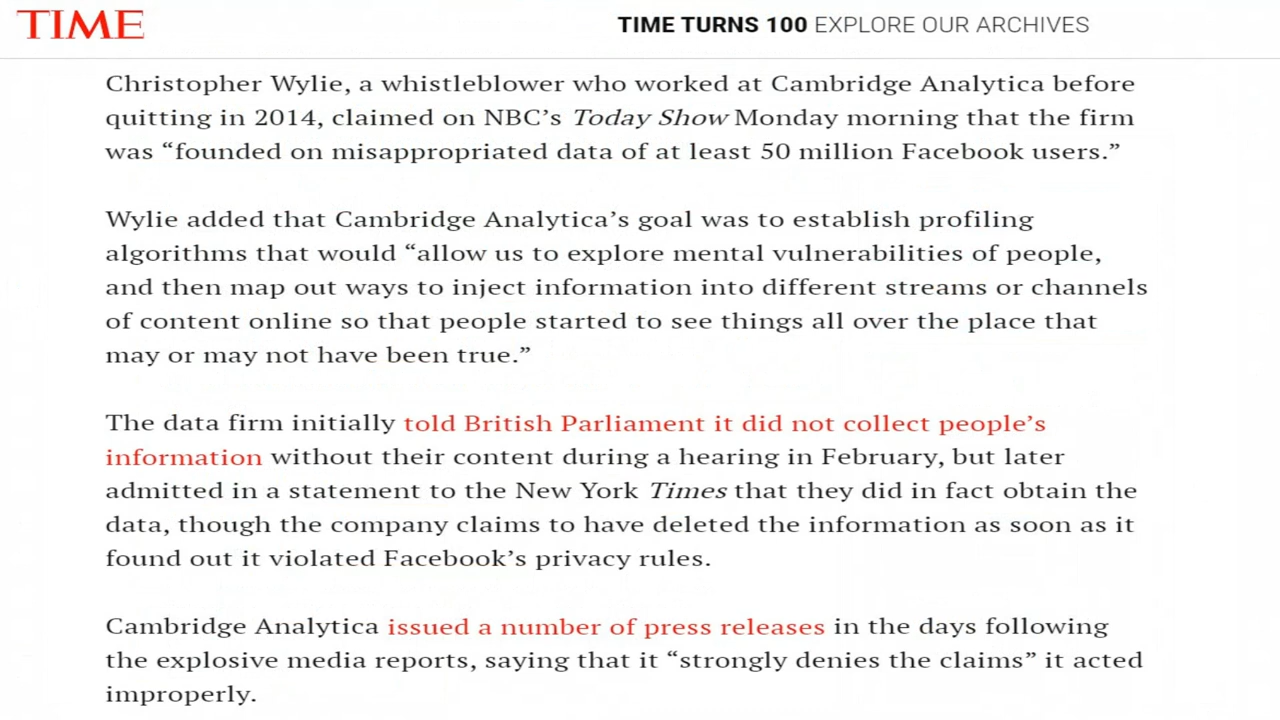 TIME
TIME TURNS 100 EXPLORE OUR ARCHIVES
Christopher Wylie, a whistleblower who worked at Cambridge Analytica before
quitting in 2014, claimed on NBC’s Today Show Monday morning that the firm
was “founded on misappropriated data of at least 50 million Facebook users.”
Wylie added that Cambridge Analytica’s goal was to establish profiling
algorithms that would “allow us to explore mental vulnerabilities of people,
and then map out ways to inject information into different streams or channels
of content online so that people started to see things all over the place that
may or may not have been true.”
The data firm initially told British Parliament it did not collect people’s
information without their content during a hearing in February, but later
admitted in a statement to the New York Times that they did in fact obtain the
data, though the company claims to have deleted the information as soon as it
found out it violated Facebook’s privacy rules.
Cambridge Analytica issued a number of press releases in the days following
the explosive media reports, saying that it “strongly denies the claims” it acted
improperly.